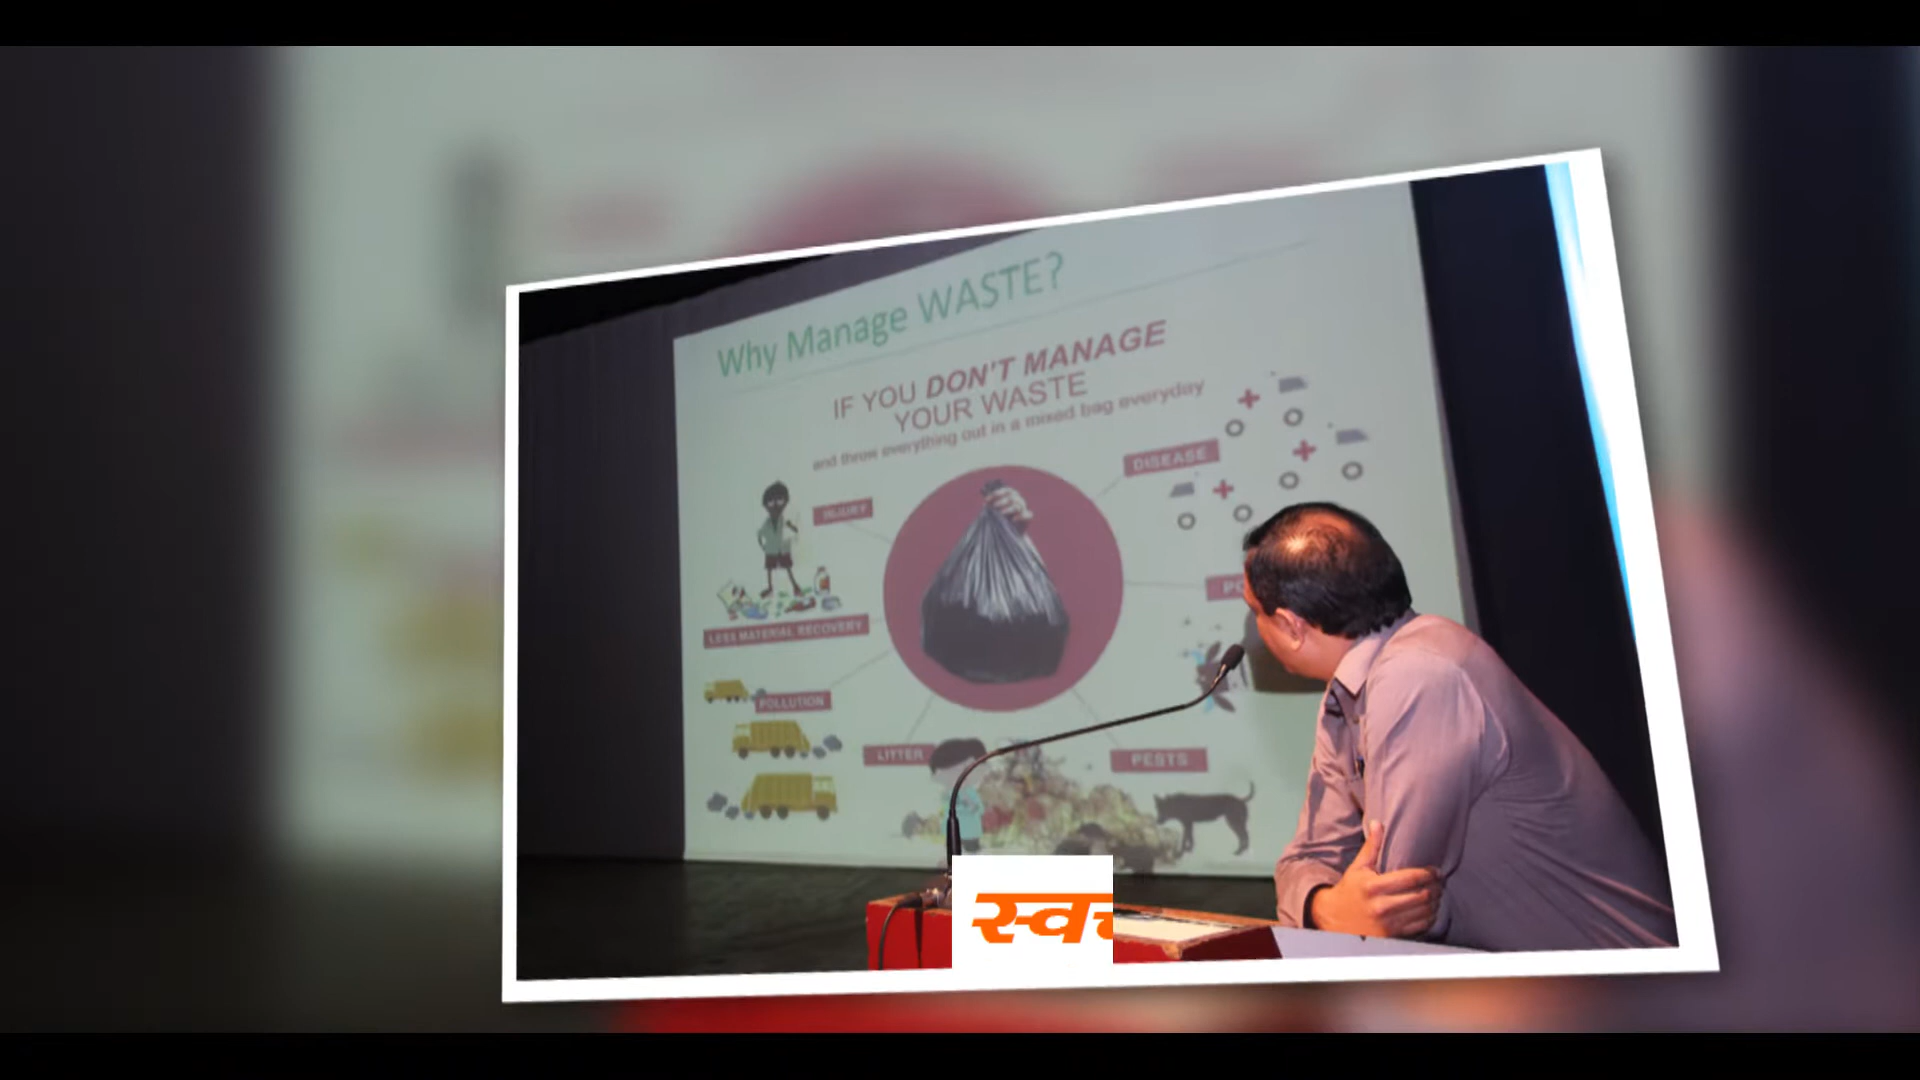 Why Manage WASTE?
IF YOU DON'T MANAGE
YOUR WASTE
and throw everything out in a mixed bag everyday
DISEASE
INJURY
LESS MATERIAL RECOVERY
POLLUTION
LITTER
PESTS
स्वच